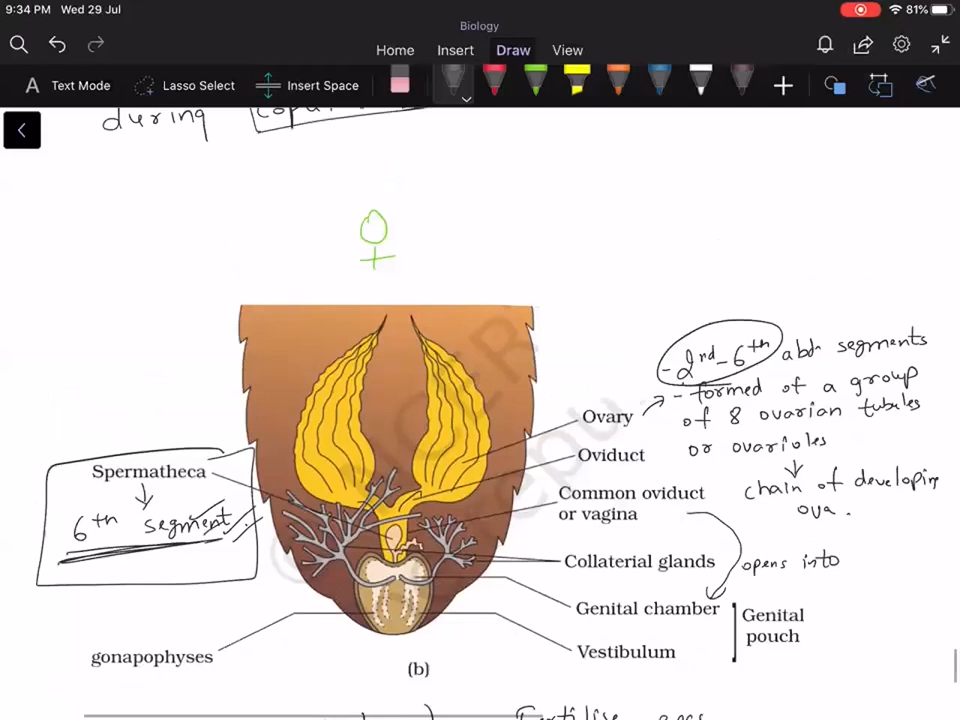 9:34 PM Wed 29 Jul
81%
Biology
Home Insert Draw View
Text Mode
Lasso Select
Insert Space
during
- 2rd - 6th abd. segments
- formed of a group
of 8 ovarian tubules
or ovarioles
chain of developing
ova.
Ovary
Oviduct
Spermatheca
6th segment
Common oviduct
or vagina
opens into
Collaterial glands
Genital chamber
Genital
pouch
Vestibulum
gonapophyses
(b)